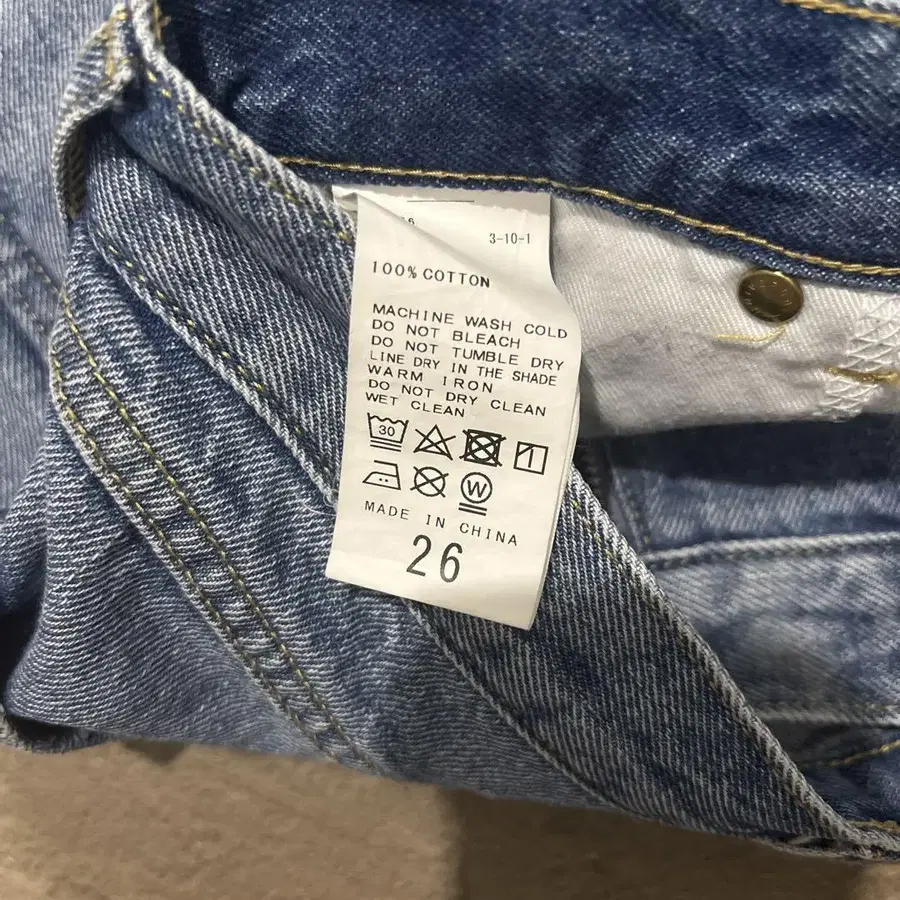 3-10-1
100% COTTON
MACHINE WASH COLD
DO NOT BLEACH
DO NOT TUMBLE DRY
LINE DRY IN THE SHADE
WARM IRON
DO NOT DRY CLEAN
WET CLEAN
30
W
MADE IN CHINA
26